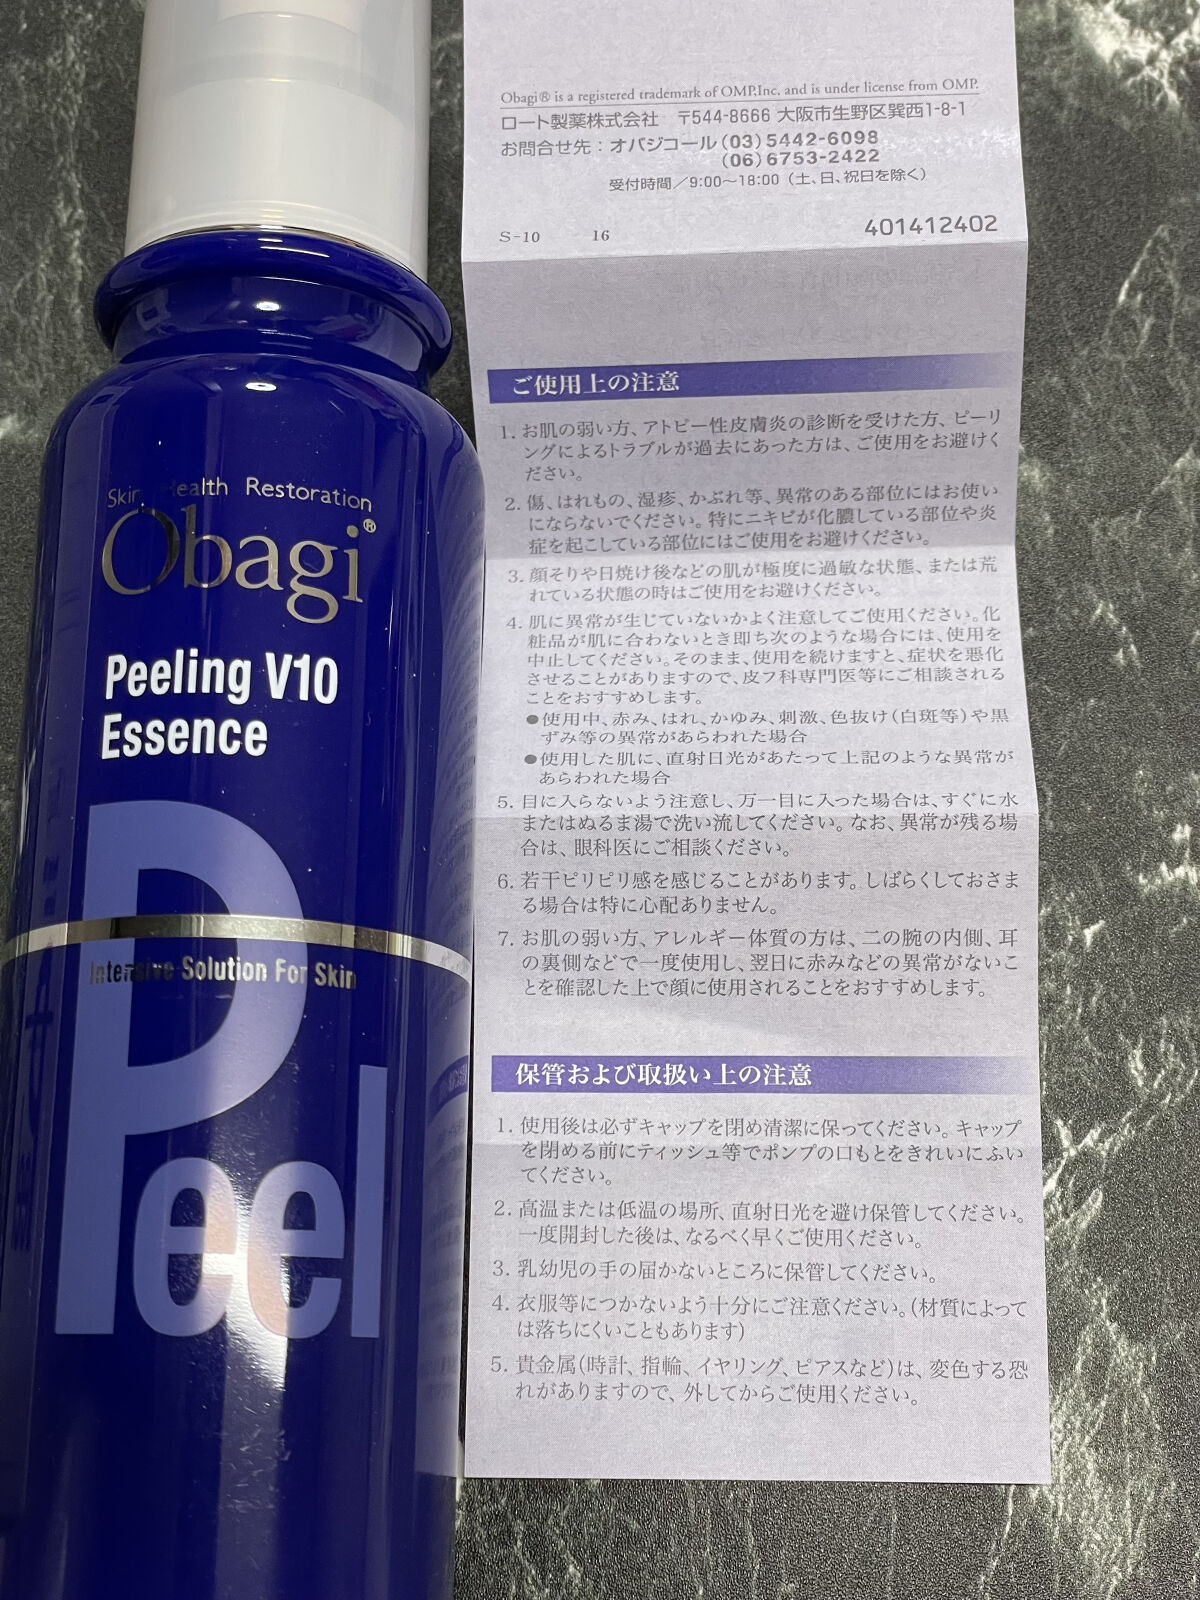 Skin Health Restoration
Obagi®
Peeling V10
Essence
Peel
Intensive Solution For Skin
Obagi® is a registered trademark of OMP,Inc. and is under license from OMP.
ロート製薬株式会社 〒544-8666 大阪市生野区巽西1-8-1
お問合せ先：オバジコール(03)5442-6098
(06)6753-2422
受付時間／9:00〜18:00（土、日、祝日を除く）
S-10 16 401412402
ご使用上の注意
1. お肌の弱い方、アトピー性皮膚炎の診断を受けた方、ピーリ
ングによるトラブルが過去にあった方は、ご使用をお避けく
ださい。
2. 傷、はれもの、湿疹、かぶれ等、異常のある部位にはお使い
にならないでください。特にニキビが化膿している部位や炎
症を起こしている部位にはご使用をお避けください。
3. 顔そりや日焼け後などの肌が極度に過敏な状態、または荒
れている状態の時はご使用をお避けください。
4. 肌に異常が生じていないかよく注意してご使用ください。化
粧品が肌に合わないとき即ち次のような場合には、使用を
中止してください。そのまま、使用を続けますと、症状を悪化
させることがありますので、皮フ科専門医等にご相談される
ことをおすすめします。
●使用中、赤み、はれ、かゆみ、刺激、色抜け(白斑等)や黒
ずみ等の異常があらわれた場合
●使用した肌に、直射日光があたって上記のような異常が
あらわれた場合
5. 目に入らないよう注意し、万一目に入った場合は、すぐに水
またはぬるま湯で洗い流してください。なお、異常が残る場
合は、眼科医にご相談ください。
6. 若干ピリピリ感を感じることがあります。しばらくしておさま
る場合は特に心配ありません。
7. お肌の弱い方、アレルギー体質の方は、二の腕の内側、耳
の裏側などで一度使用し、翌日に赤みなどの異常がないこ
とを確認した上で顔に使用されることをおすすめします。
保管および取扱い上の注意
1. 使用後は必ずキャップを閉め清潔に保ってください。キャップ
を閉める前にティッシュ等でポンプの口もとをきれいにふい
てください。
2. 高温または低温の場所、直射日光を避け保管してください。
一度開封した後は、なるべく早くご使用ください。
3. 乳幼児の手の届かないところに保管してください。
4. 衣服等につかないよう十分にご注意ください。(材質によって
は落ちにくいこともあります)
5. 貴金属(時計、指輪、イヤリング、ピアスなど)は、変色する恐
れがありますので、外してからご使用ください。